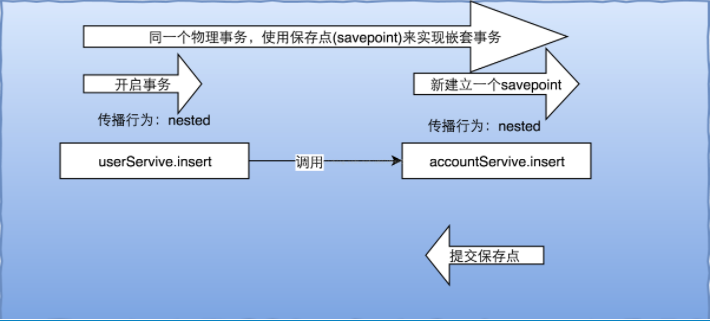 同一个物理事务，使用保存点(savepoint)来实现嵌套事务
开启事务
新建立一个savepoint
传播行为：nested
传播行为：nested
userServive.insert
调用
accountServive.insert
提交保存点